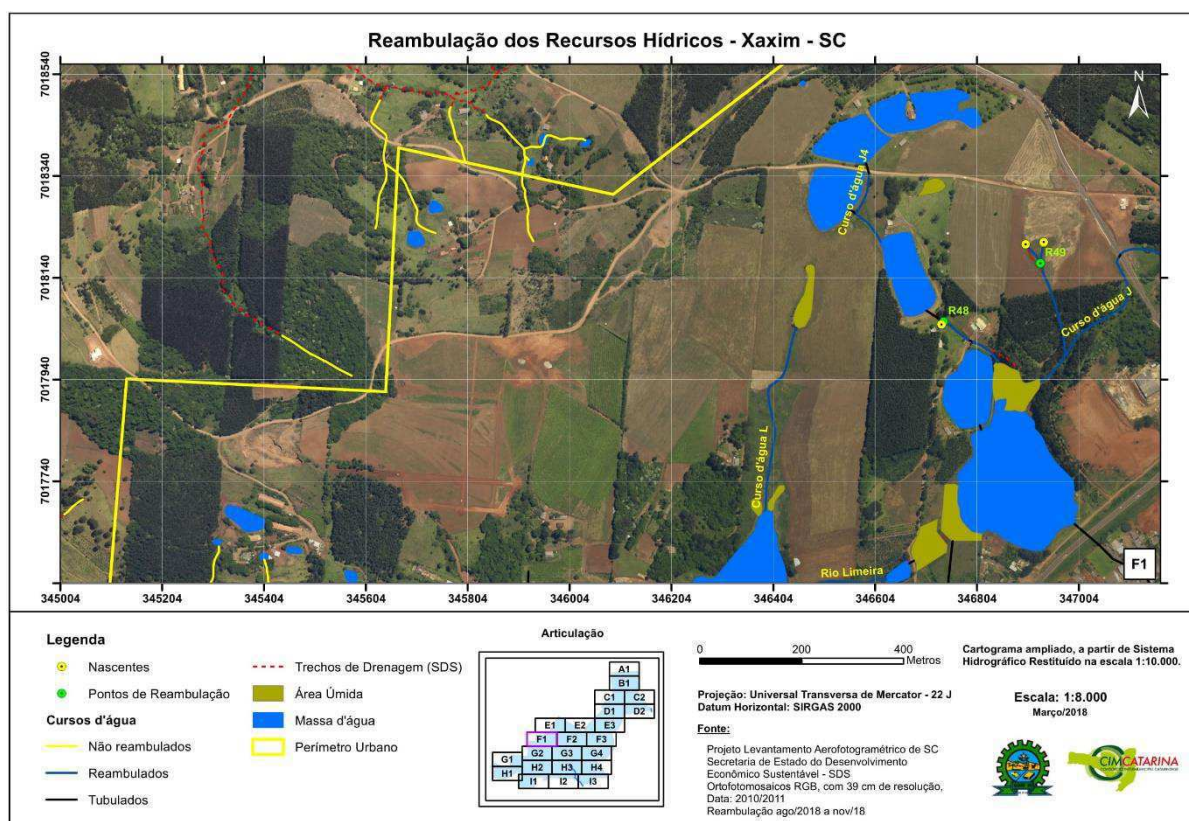 Reambulação dos Recursos Hídricos - Xaxim - SC
7018540
7018340
7018140
7017940
7017740
N
Curso d'água J4
R49
R48
Curso d'água J
Curso d'água L
Rio Limeira
F1
345004 345204 345404 345604 345804 346004 346204 346404 346604 346804 347004
Legenda
Nascentes
Pontos de Reambulação
Cursos d'água
Não reambulados
Reambulados
Tubulados
Trechos de Drenagem (SDS)
Área Úmida
Massa d'água
Perímetro Urbano
Articulação
A1
B1
C1 C2
D1 D2
E1 E2 E3
F1 F2 F3
G1 G2 G3 G4
H1 H2 H3 H4
I1 I2 I3
0 200 400
Metros
Projeção: Universal Transversa de Mercator - 22 J
Datum Horizontal: SIRGAS 2000
Fonte:
Projeto Levantamento Aerofotogramétrico de SC
Secretaria de Estado do Desenvolvimento
Econômico Sustentável - SDS
Ortofotomosaicos RGB, com 39 cm de resolução,
Data: 2010/2011
Reambulação ago/2018 a nov/18
Cartograma ampliado, a partir de Sistema
Hidrográfico Restituído na escala 1:10.000.
Escala: 1:8.000
Março/2018
CIMCATARINA